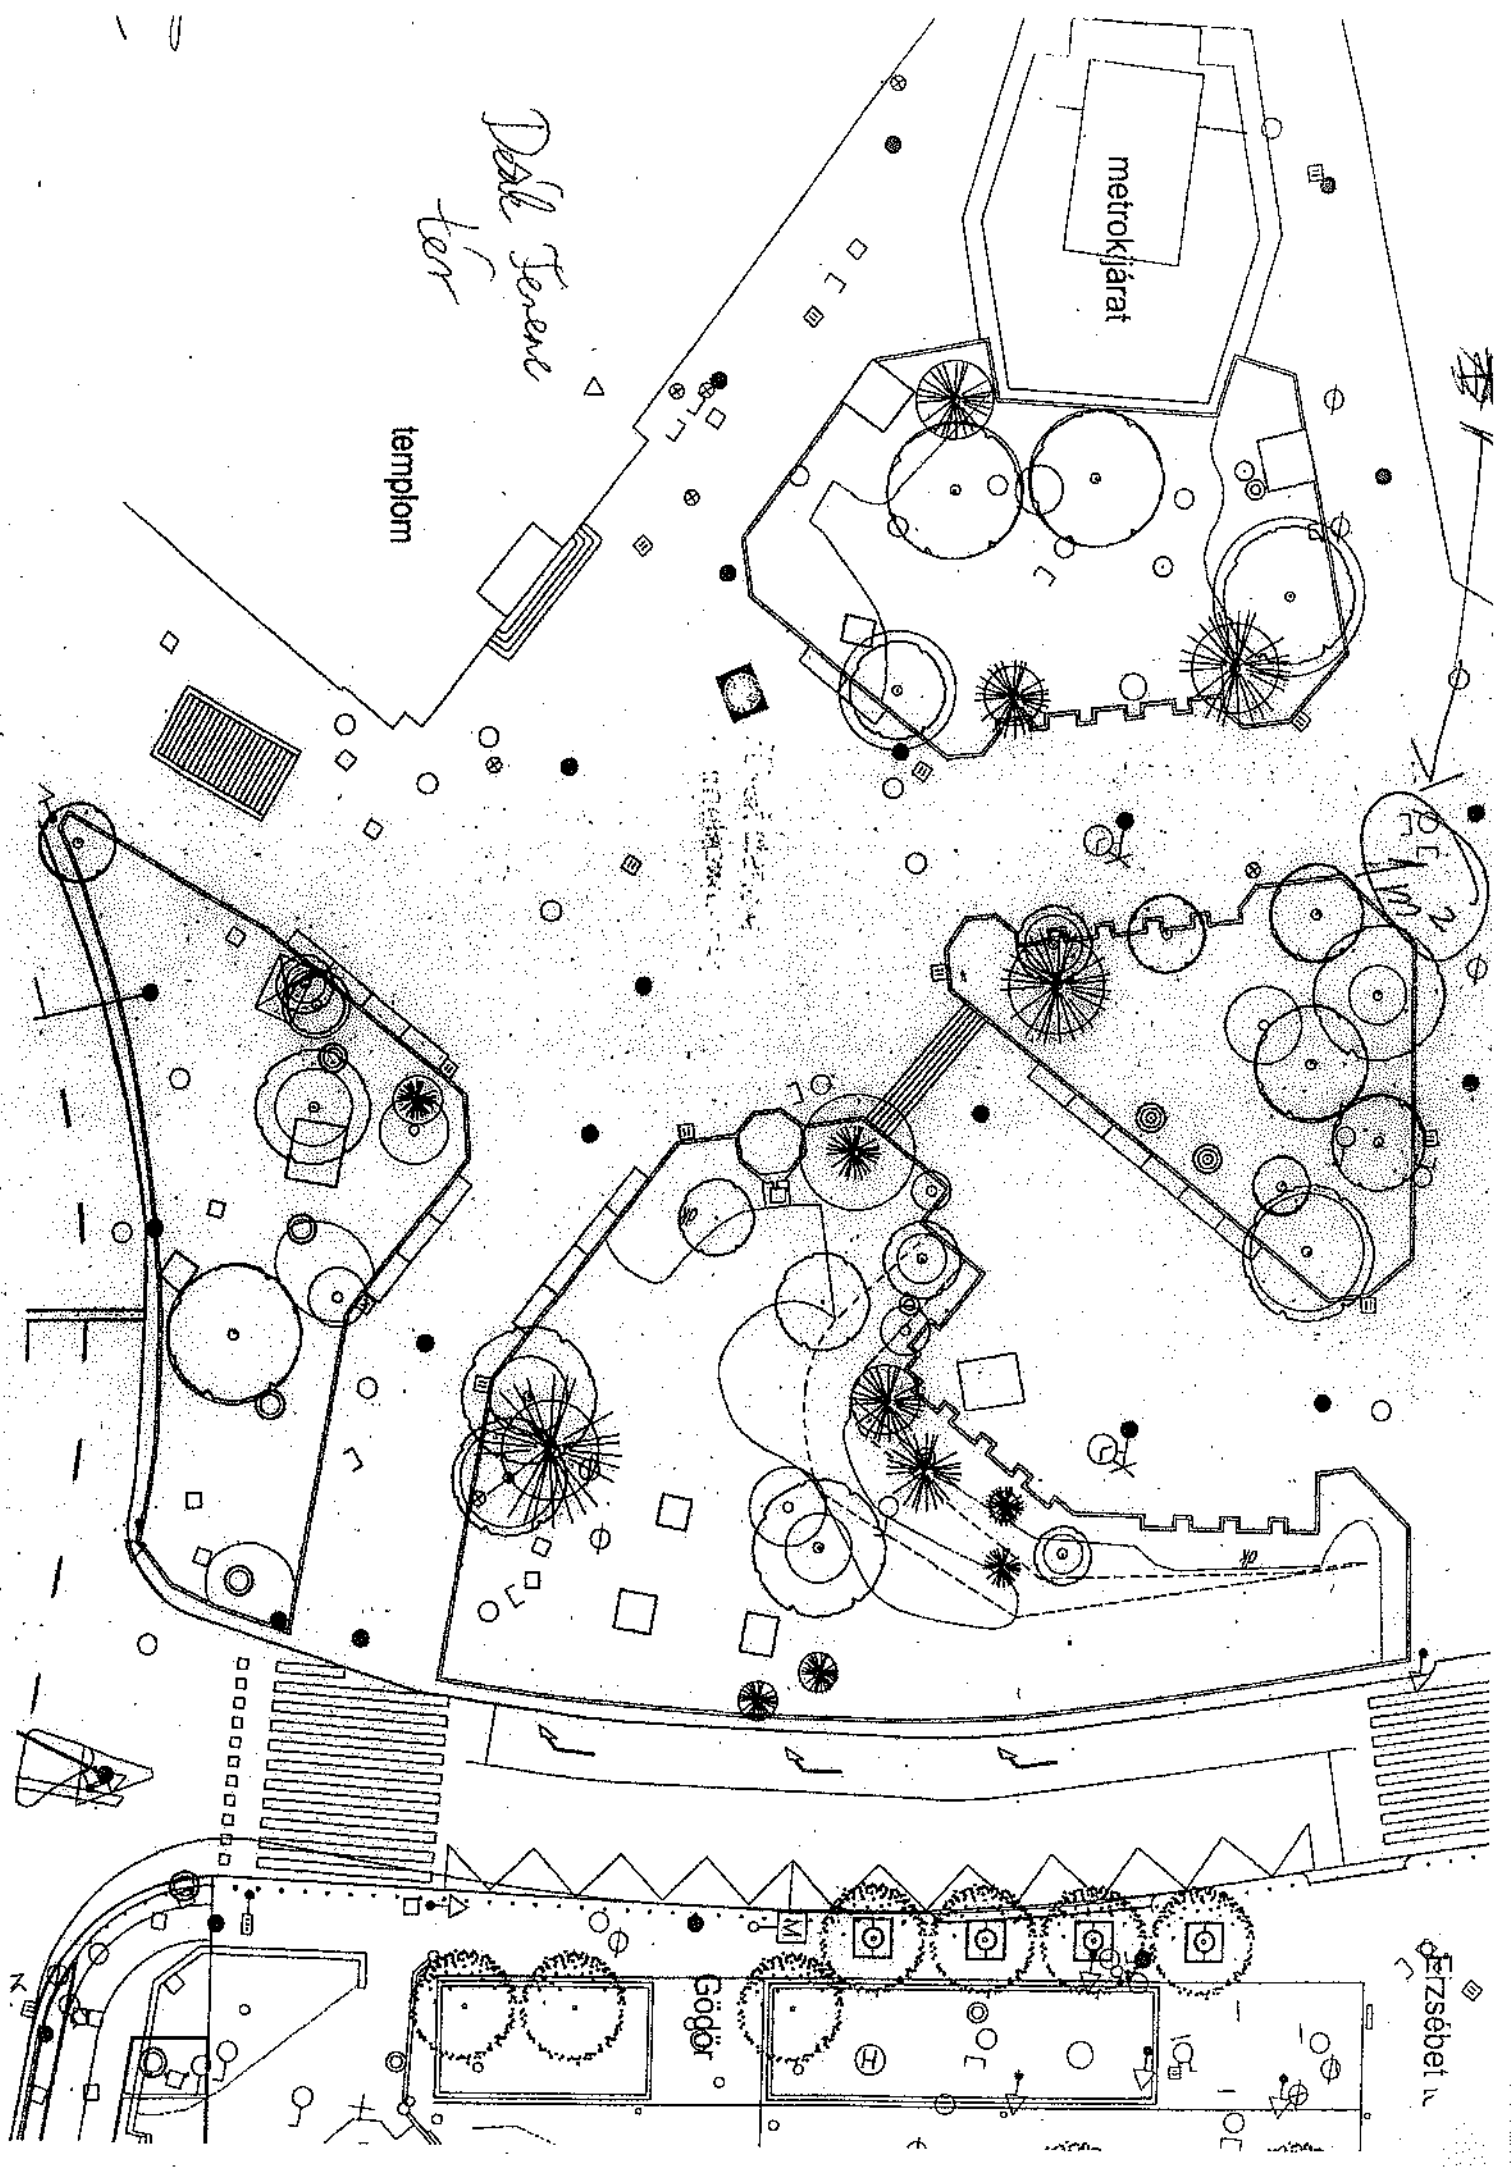 metrokijárat
Deák Ferenc
tér
templom
M
Gödör
H
Erzsébet